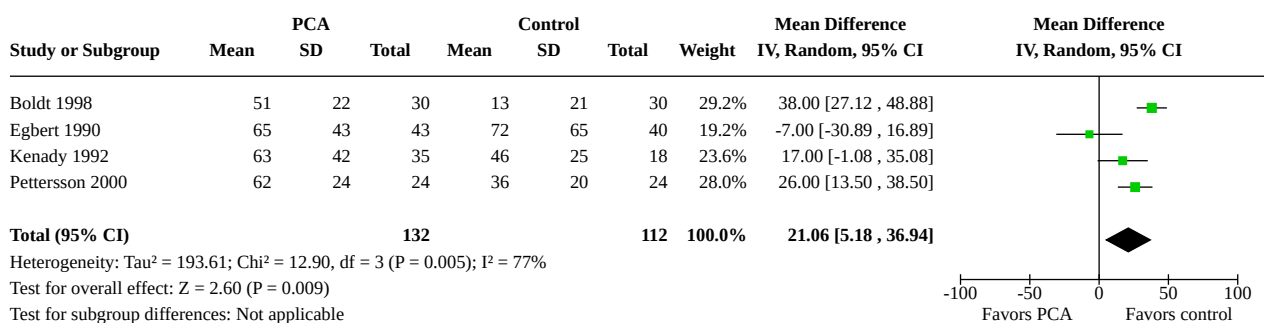 PCA Control Mean Difference Mean Difference
Study or Subgroup Mean SD Total Mean SD Total Weight IV, Random, 95% CI IV, Random, 95% CI
Boldt 1998 51 22 30 13 21 30 29.2% 38.00 [27.12 , 48.88]
Egbert 1990 65 43 43 72 65 40 19.2% -7.00 [-30.89 , 16.89]
Kenady 1992 63 42 35 46 25 18 23.6% 17.00 [-1.08 , 35.08]
Pettersson 2000 62 24 24 36 20 24 28.0% 26.00 [13.50 , 38.50]
Total (95% CI) 132 112 100.0% 21.06 [5.18 , 36.94]
Heterogeneity: Tau² = 193.61; Chi² = 12.90, df = 3 (P = 0.005); I² = 77%
Test for overall effect: Z = 2.60 (P = 0.009)
Test for subgroup differences: Not applicable
-100 -50 0 50 100
Favors PCA Favors control